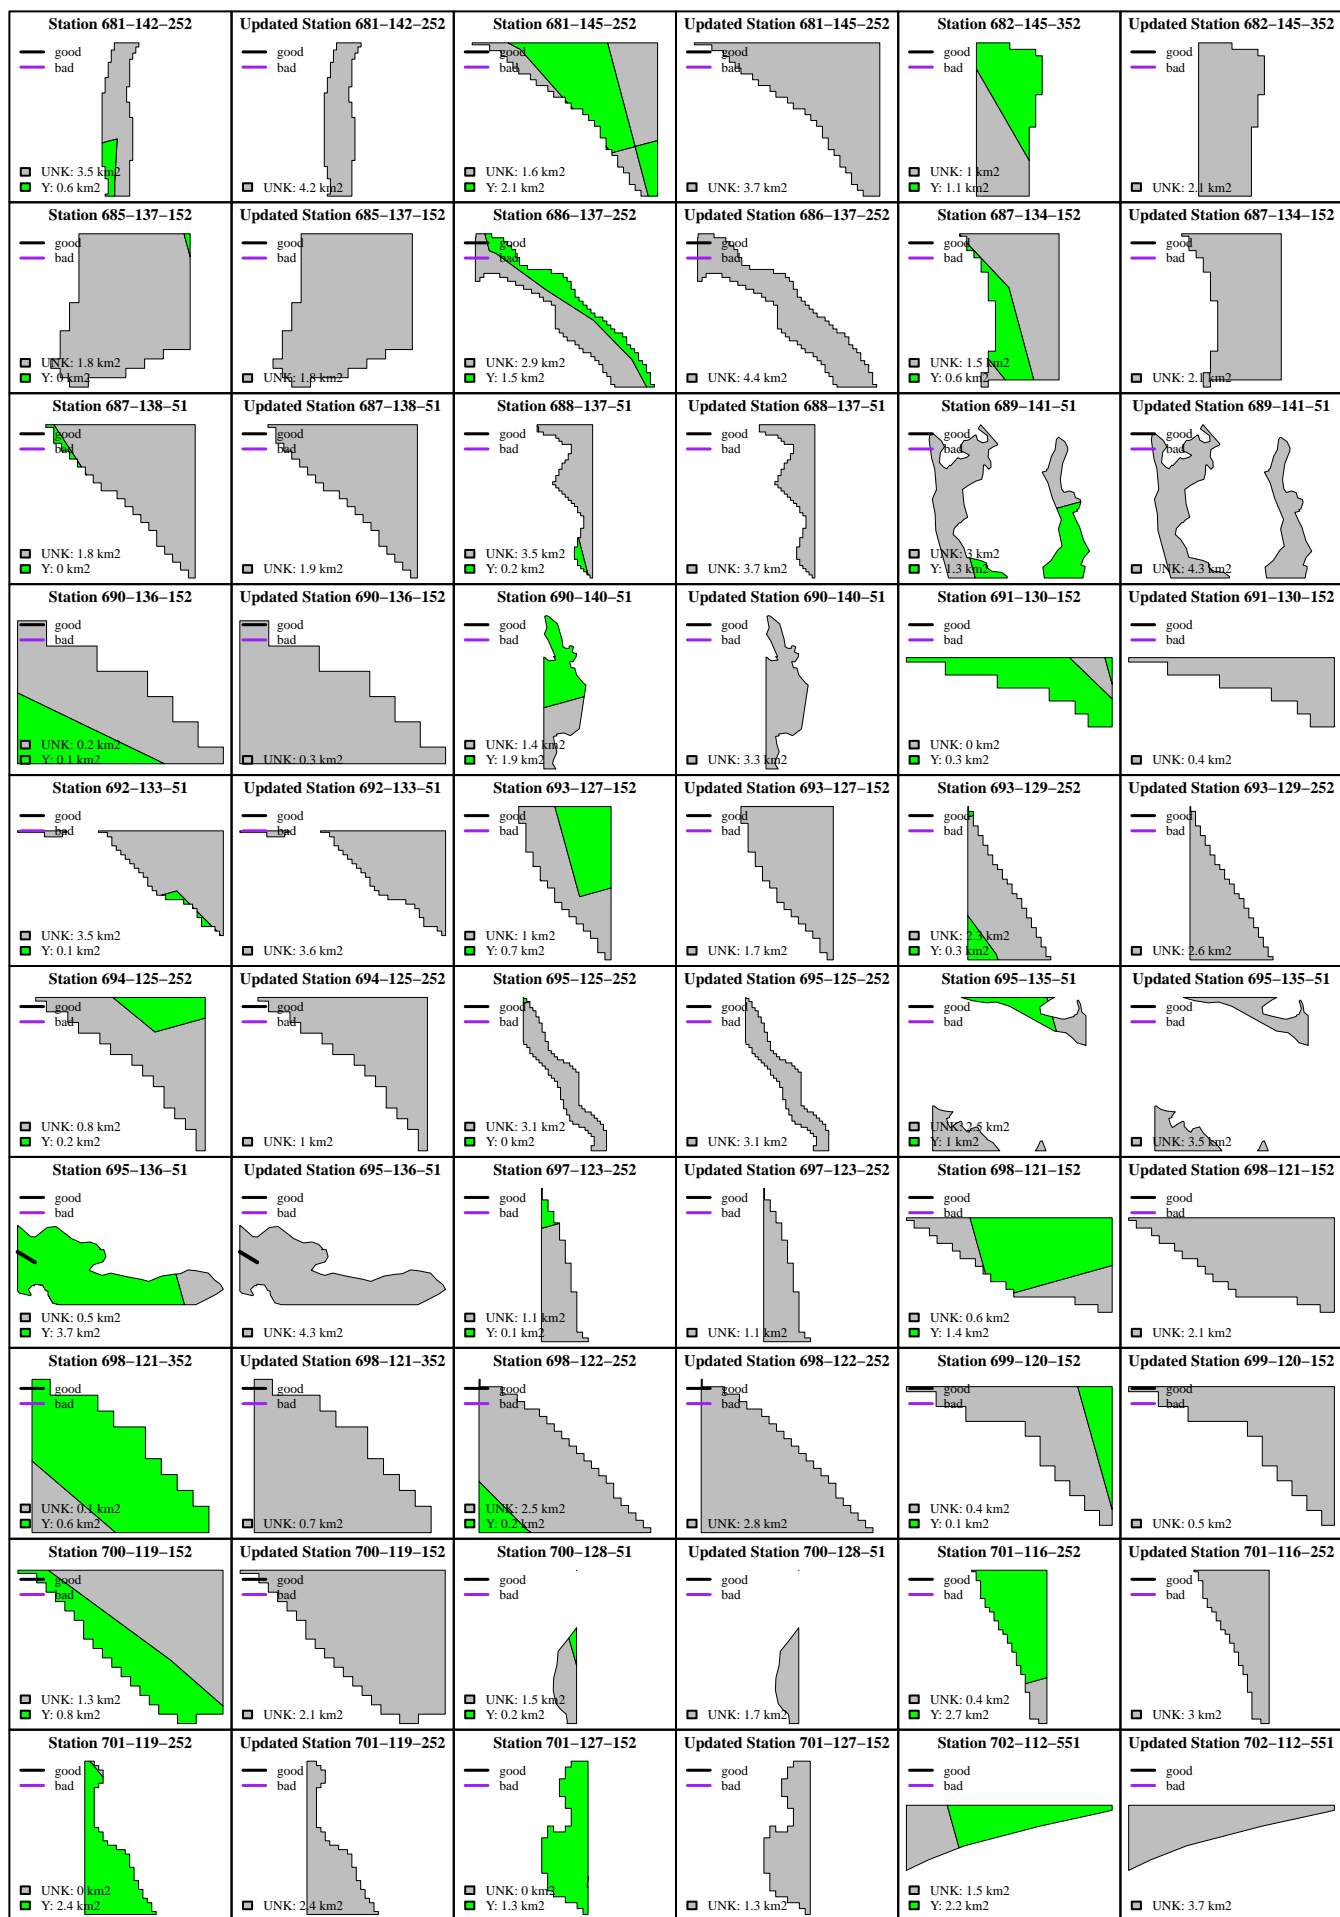 Station 681−142−252
good
bad
UNK: 3.5 km2
Y: 0.6 km2
Updated Station 681−142−252
good
bad
UNK: 4.2 km2
Station 681−145−252
good
bad
UNK: 1.6 km2
Y: 2.1 km2
Updated Station 681−145−252
good
bad
UNK: 3.7 km2
Station 682−145−352
good
bad
UNK: 1 km2
Y: 1.1 km2
Updated Station 682−145−352
good
bad
UNK: 2.1 km2
Station 685−137−152
good
bad
UNK: 1.8 km2
Y: 0 km2
Updated Station 685−137−152
good
bad
UNK: 1.8 km2
Station 686−137−252
good
bad
UNK: 2.9 km2
Y: 1.5 km2
Updated Station 686−137−252
good
bad
UNK: 4.4 km2
Station 687−134−152
good
bad
UNK: 1.5 km2
Y: 0.6 km2
Updated Station 687−134−152
good
bad
UNK: 2.1 km2
Station 687−138−51
good
bad
UNK: 1.8 km2
Y: 0 km2
Updated Station 687−138−51
good
bad
UNK: 1.9 km2
Station 688−137−51
good
bad
UNK: 3.5 km2
Y: 0.2 km2
Updated Station 688−137−51
good
bad
UNK: 3.7 km2
Station 689−141−51
good
bad
UNK: 3 km2
Y: 1.3 km2
Updated Station 689−141−51
good
bad
UNK: 4.3 km2
Station 690−136−152
good
bad
UNK: 0.2 km2
Y: 0.1 km2
Updated Station 690−136−152
good
bad
UNK: 0.3 km2
Station 690−140−51
good
bad
UNK: 1.4 km2
Y: 1.9 km2
Updated Station 690−140−51
good
bad
UNK: 3.3 km2
Station 691−130−152
good
bad
UNK: 0 km2
Y: 0.3 km2
Updated Station 691−130−152
good
bad
UNK: 0.4 km2
Station 692−133−51
good
bad
UNK: 3.5 km2
Y: 0.1 km2
Updated Station 692−133−51
good
bad
UNK: 3.6 km2
Station 693−127−152
good
bad
UNK: 1 km2
Y: 0.7 km2
Updated Station 693−127−152
good
bad
UNK: 1.7 km2
Station 693−129−252
good
bad
UNK: 2.3 km2
Y: 0.3 km2
Updated Station 693−129−252
good
bad
UNK: 2.6 km2
Station 694−125−252
good
bad
UNK: 0.8 km2
Y: 0.2 km2
Updated Station 694−125−252
good
bad
UNK: 1 km2
Station 695−125−252
good
bad
UNK: 3.1 km2
Y: 0 km2
Updated Station 695−125−252
good
bad
UNK: 3.1 km2
Station 695−135−51
good
bad
UNK: 2.5 km2
Y: 1 km2
Updated Station 695−135−51
good
bad
UNK: 3.5 km2
Station 695−136−51
good
bad
UNK: 0.5 km2
Y: 3.7 km2
Updated Station 695−136−51
good
bad
UNK: 4.3 km2
Station 697−123−252
good
bad
UNK: 1.1 km2
Y: 0.1 km2
Updated Station 697−123−252
good
bad
UNK: 1.1 km2
Station 698−121−152
good
bad
UNK: 0.6 km2
Y: 1.4 km2
Updated Station 698−121−152
good
bad
UNK: 2.1 km2
Station 698−121−352
good
bad
UNK: 0.1 km2
Y: 0.6 km2
Updated Station 698−121−352
good
bad
UNK: 0.7 km2
Station 698−122−252
good
bad
UNK: 2.5 km2
Y: 0.2 km2
Updated Station 698−122−252
good
bad
UNK: 2.8 km2
Station 699−120−152
good
bad
UNK: 0.4 km2
Y: 0.1 km2
Updated Station 699−120−152
good
bad
UNK: 0.5 km2
Station 700−119−152
good
bad
UNK: 1.3 km2
Y: 0.8 km2
Updated Station 700−119−152
good
bad
UNK: 2.1 km2
Station 700−128−51
good
bad
UNK: 1.5 km2
Y: 0.2 km2
Updated Station 700−128−51
good
bad
UNK: 1.7 km2
Station 701−116−252
good
bad
UNK: 0.4 km2
Y: 2.7 km2
Updated Station 701−116−252
good
bad
UNK: 3 km2
Station 701−119−252
good
bad
UNK: 0 km2
Y: 2.4 km2
Updated Station 701−119−252
good
bad
UNK: 2.4 km2
Station 701−127−152
good
bad
UNK: 0 km2
Y: 1.3 km2
Updated Station 701−127−152
good
bad
UNK: 1.3 km2
Station 702−112−551
good
bad
UNK: 1.5 km2
Y: 2.2 km2
Updated Station 702−112−551
good
bad
UNK: 3.7 km2